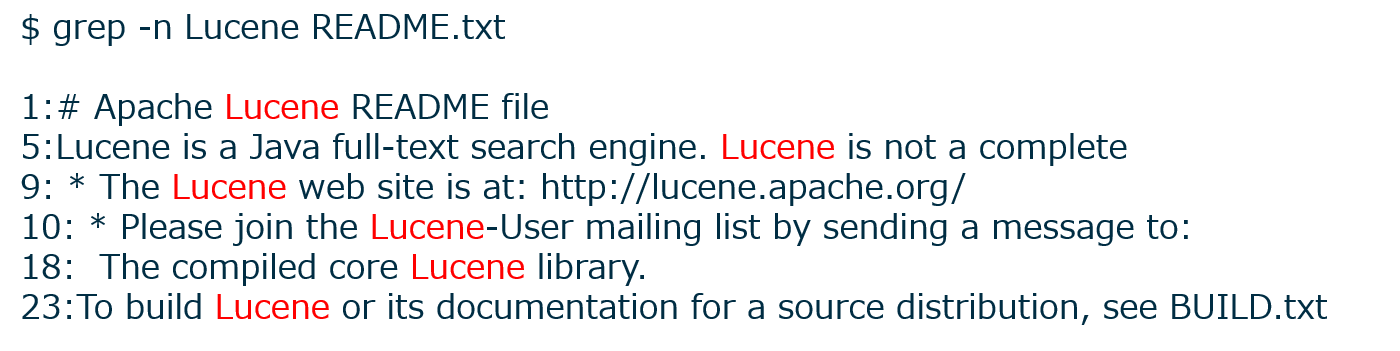 $ grep -n Lucene README.txt
1:# Apache Lucene README file
5:Lucene is a Java full-text search engine. Lucene is not a complete
9: * The Lucene web site is at: http://lucene.apache.org/
10: * Please join the Lucene-User mailing list by sending a message to:
18:  The compiled core Lucene library.
23:To build Lucene or its documentation for a source distribution, see BUILD.txt